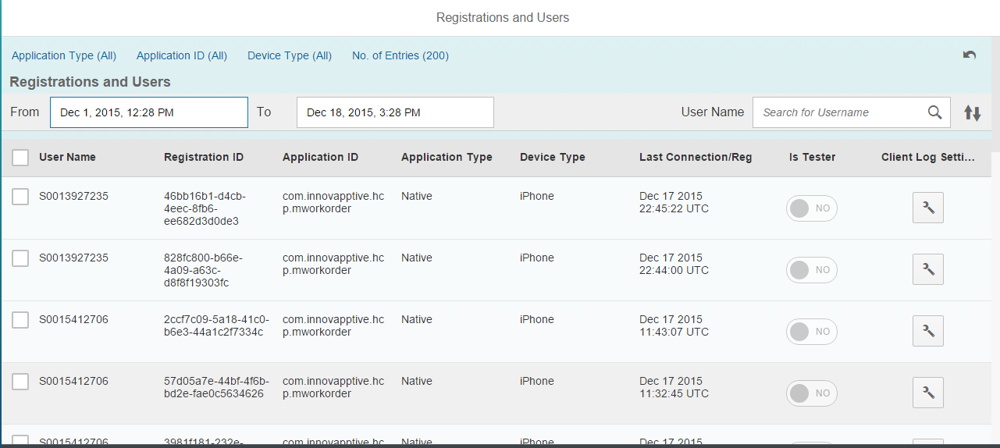 Registrations and Users
Application Type (All) Application ID (All) Device Type (All) No. of Entries (200)
Registrations and Users
From Dec 1, 2015, 12:28 PM To Dec 18, 2015, 3:28 PM User Name Search for Username
User Name Registration ID Application ID Application Type Device Type Last Connection/Reg Is Tester Client Log Setti...
S0013927235 46bb16b1-d4cb- com.innovapptive.hc Native iPhone Dec 17 2015
4eec-8fb6- p.mworkorder 22:45:22 UTC NO
ee682d3d0de3
S0013927235 828fc800-b66e- com.innovapptive.hc Native iPhone Dec 17 2015
4a09-a63c- p.mworkorder 22:44:00 UTC NO
d8f8f19303fc
S0015412706 2ccf7c09-5a18-41c0- com.innovapptive.hc Native iPhone Dec 17 2015
b6e3-44a1c2f7334c p.mworkorder 11:43:07 UTC NO
S0015412706 57d05a7e-44bf-4f6b- com.innovapptive.hc Native iPhone Dec 17 2015
bd2e-fae0c5634626 p.mworkorder 11:32:45 UTC NO
S0015412706 3981f181-232e- com.innovapptive.hc Native iPhone Dec 17 2015